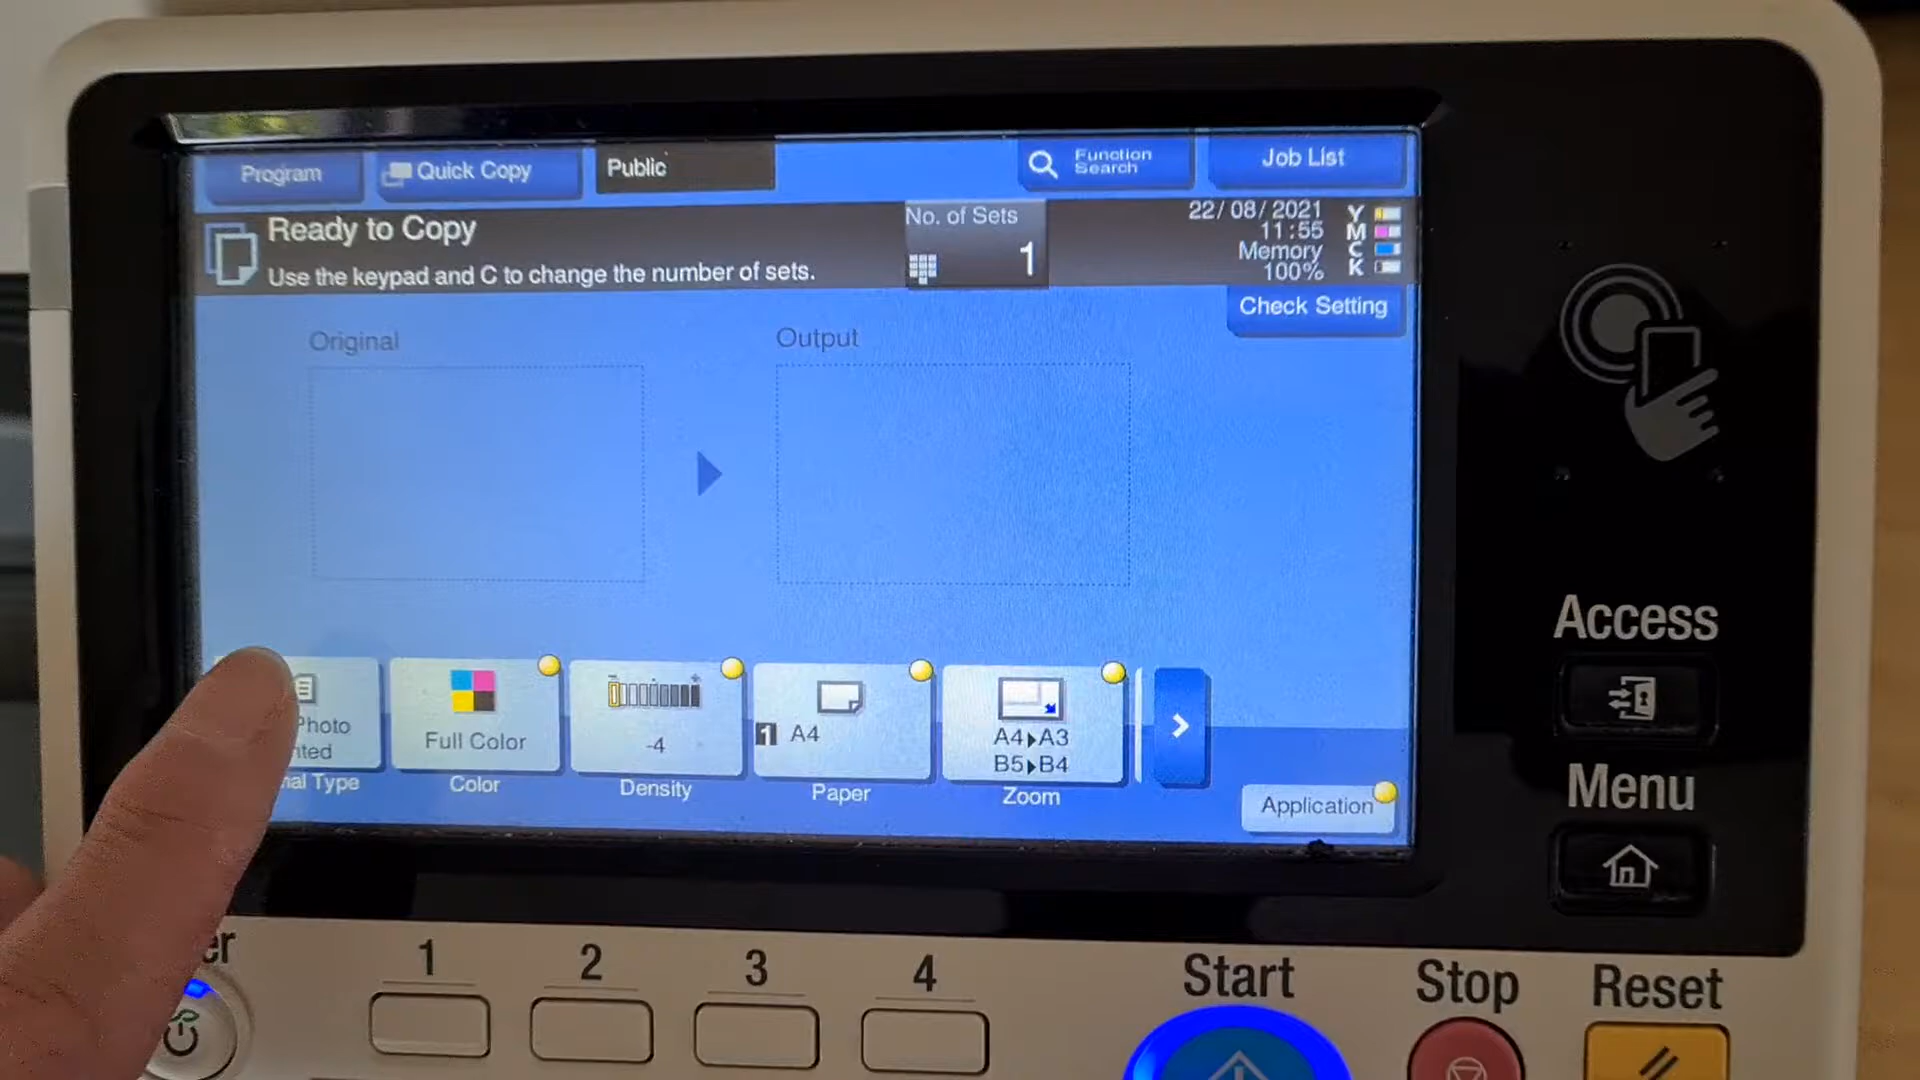 Program
Quick Copy
Public
Function
Search
Job List
Ready to Copy
Use the keypad and C to change the number of sets.
No. of Sets
1
22/08/2021
11:55
Memory
100%
Y
M
C
K
Check Setting
Original
Output
Photo
Full Color
-4
1 A4
A4▶A3
B5▶B4
Type
Color
Density
Paper
Zoom
Application
Access
Menu
1
2
3
4
Start
Stop
Reset